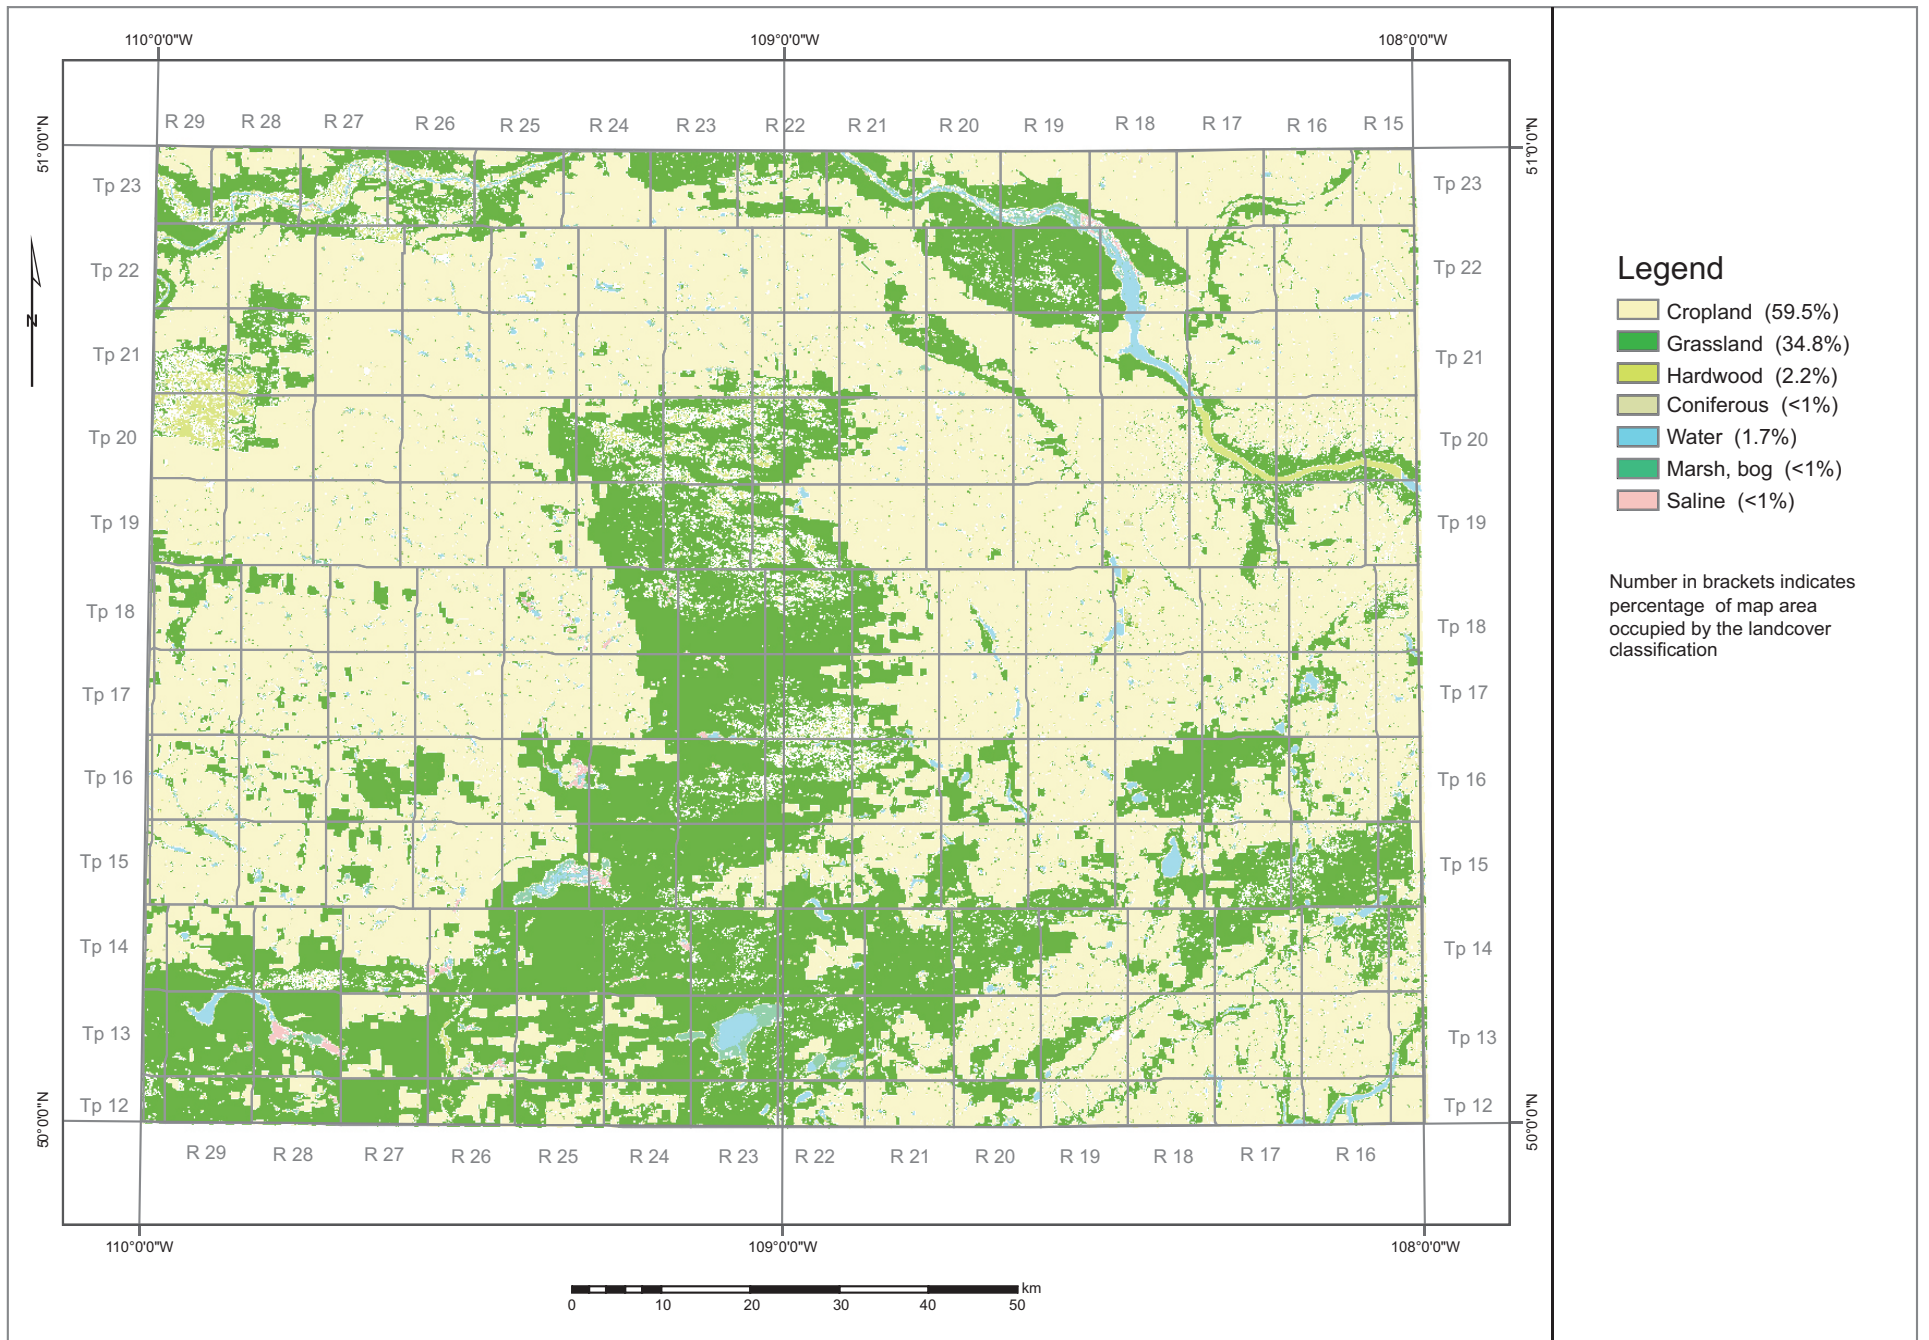 110°0'0"W 109°0'0"W 108°0'0"W
51°0'0"N 51°0'0"N
R 29 R 28 R 27 R 26 R 25 R 24 R 23 R 22 R 21 R 20 R 19 R 18 R 17 R 16 R 15
Tp 23 Tp 23
Tp 22 Tp 22
N
Tp 21 Tp 21
Tp 20 Tp 20
Tp 19 Tp 19
Tp 18 Tp 18
Tp 17 Tp 17
Tp 16 Tp 16
Tp 15 Tp 15
Tp 14 Tp 14
Tp 13 Tp 13
Tp 12 Tp 12
50°0'0"N 50°0'0"N
R 29 R 28 R 27 R 26 R 25 R 24 R 23 R 22 R 21 R 20 R 19 R 18 R 17 R 16
110°0'0"W 109°0'0"W 108°0'0"W
km
0 10 20 30 40 50
Legend
Cropland (59.5%)
Grassland (34.8%)
Hardwood (2.2%)
Coniferous (<1%)
Water (1.7%)
Marsh, bog (<1%)
Saline (<1%)
Number in brackets indicates
percentage of map area
occupied by the landcover
classification